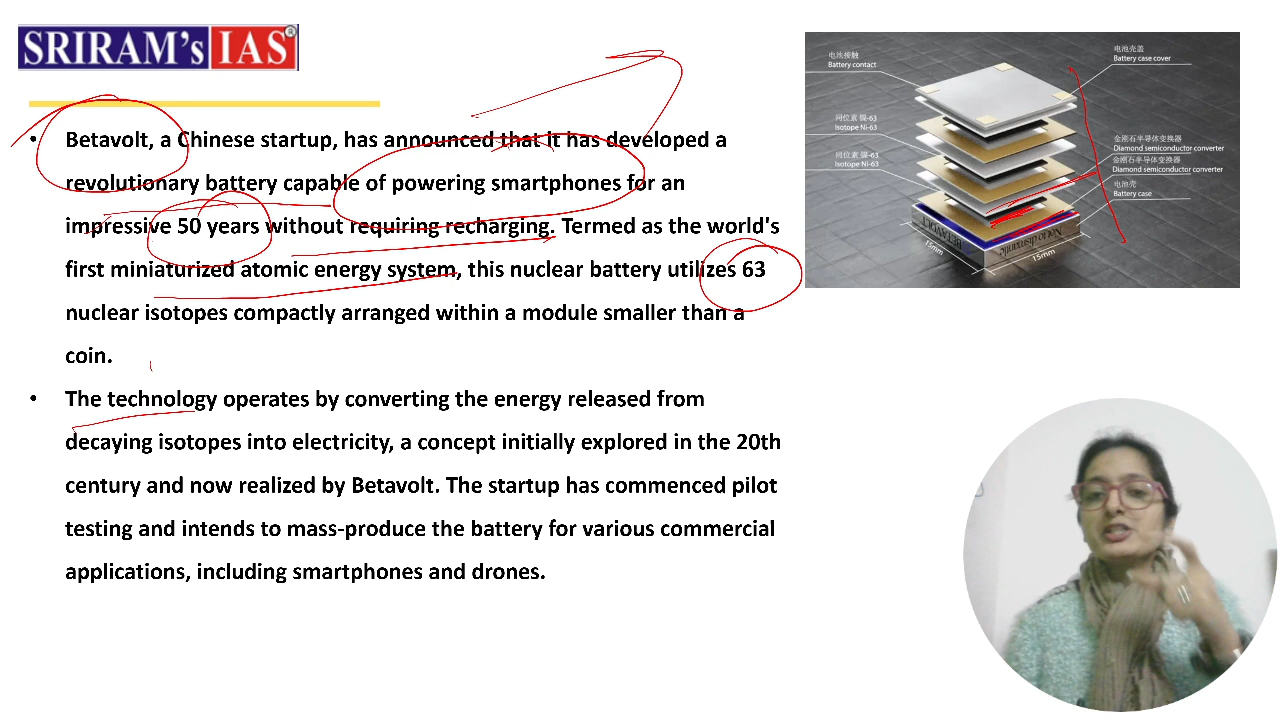 SRIRAM's IAS®
• Betavolt, a Chinese startup, has announced that it has developed a
revolutionary battery capable of powering smartphones for an
impressive 50 years without requiring recharging. Termed as the world's
first miniaturized atomic energy system, this nuclear battery utilizes 63
nuclear isotopes compactly arranged within a module smaller than a
coin.
• The technology operates by converting the energy released from
decaying isotopes into electricity, a concept initially explored in the 20th
century and now realized by Betavolt. The startup has commenced pilot
testing and intends to mass-produce the battery for various commercial
applications, including smartphones and drones.
电池接触
Battery contact
同位素 镍-63
Isotope Ni-63
同位素 镍-63
Isotope Ni-63
电池壳盖
Battery case cover
金刚石半导体变换器
Diamond semiconductor converter
金刚石半导体变换器
Diamond semiconductor converter
电池壳
Battery case
BETAVOLT
15mm
15mm